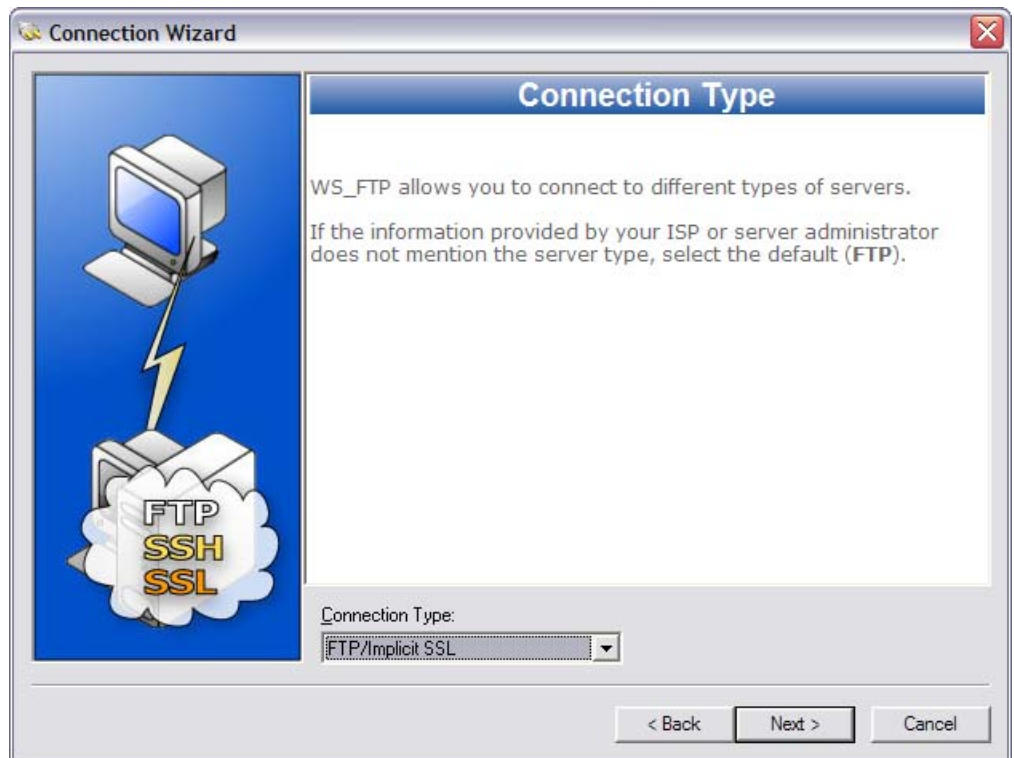 Connection Wizard
Connection Type
WS_FTP allows you to connect to different types of servers.
If the information provided by your ISP or server administrator
does not mention the server type, select the default (FTP).
FTP
SSH
SSL
Connection Type:
FTP/Implicit SSL
< Back
Next >
Cancel